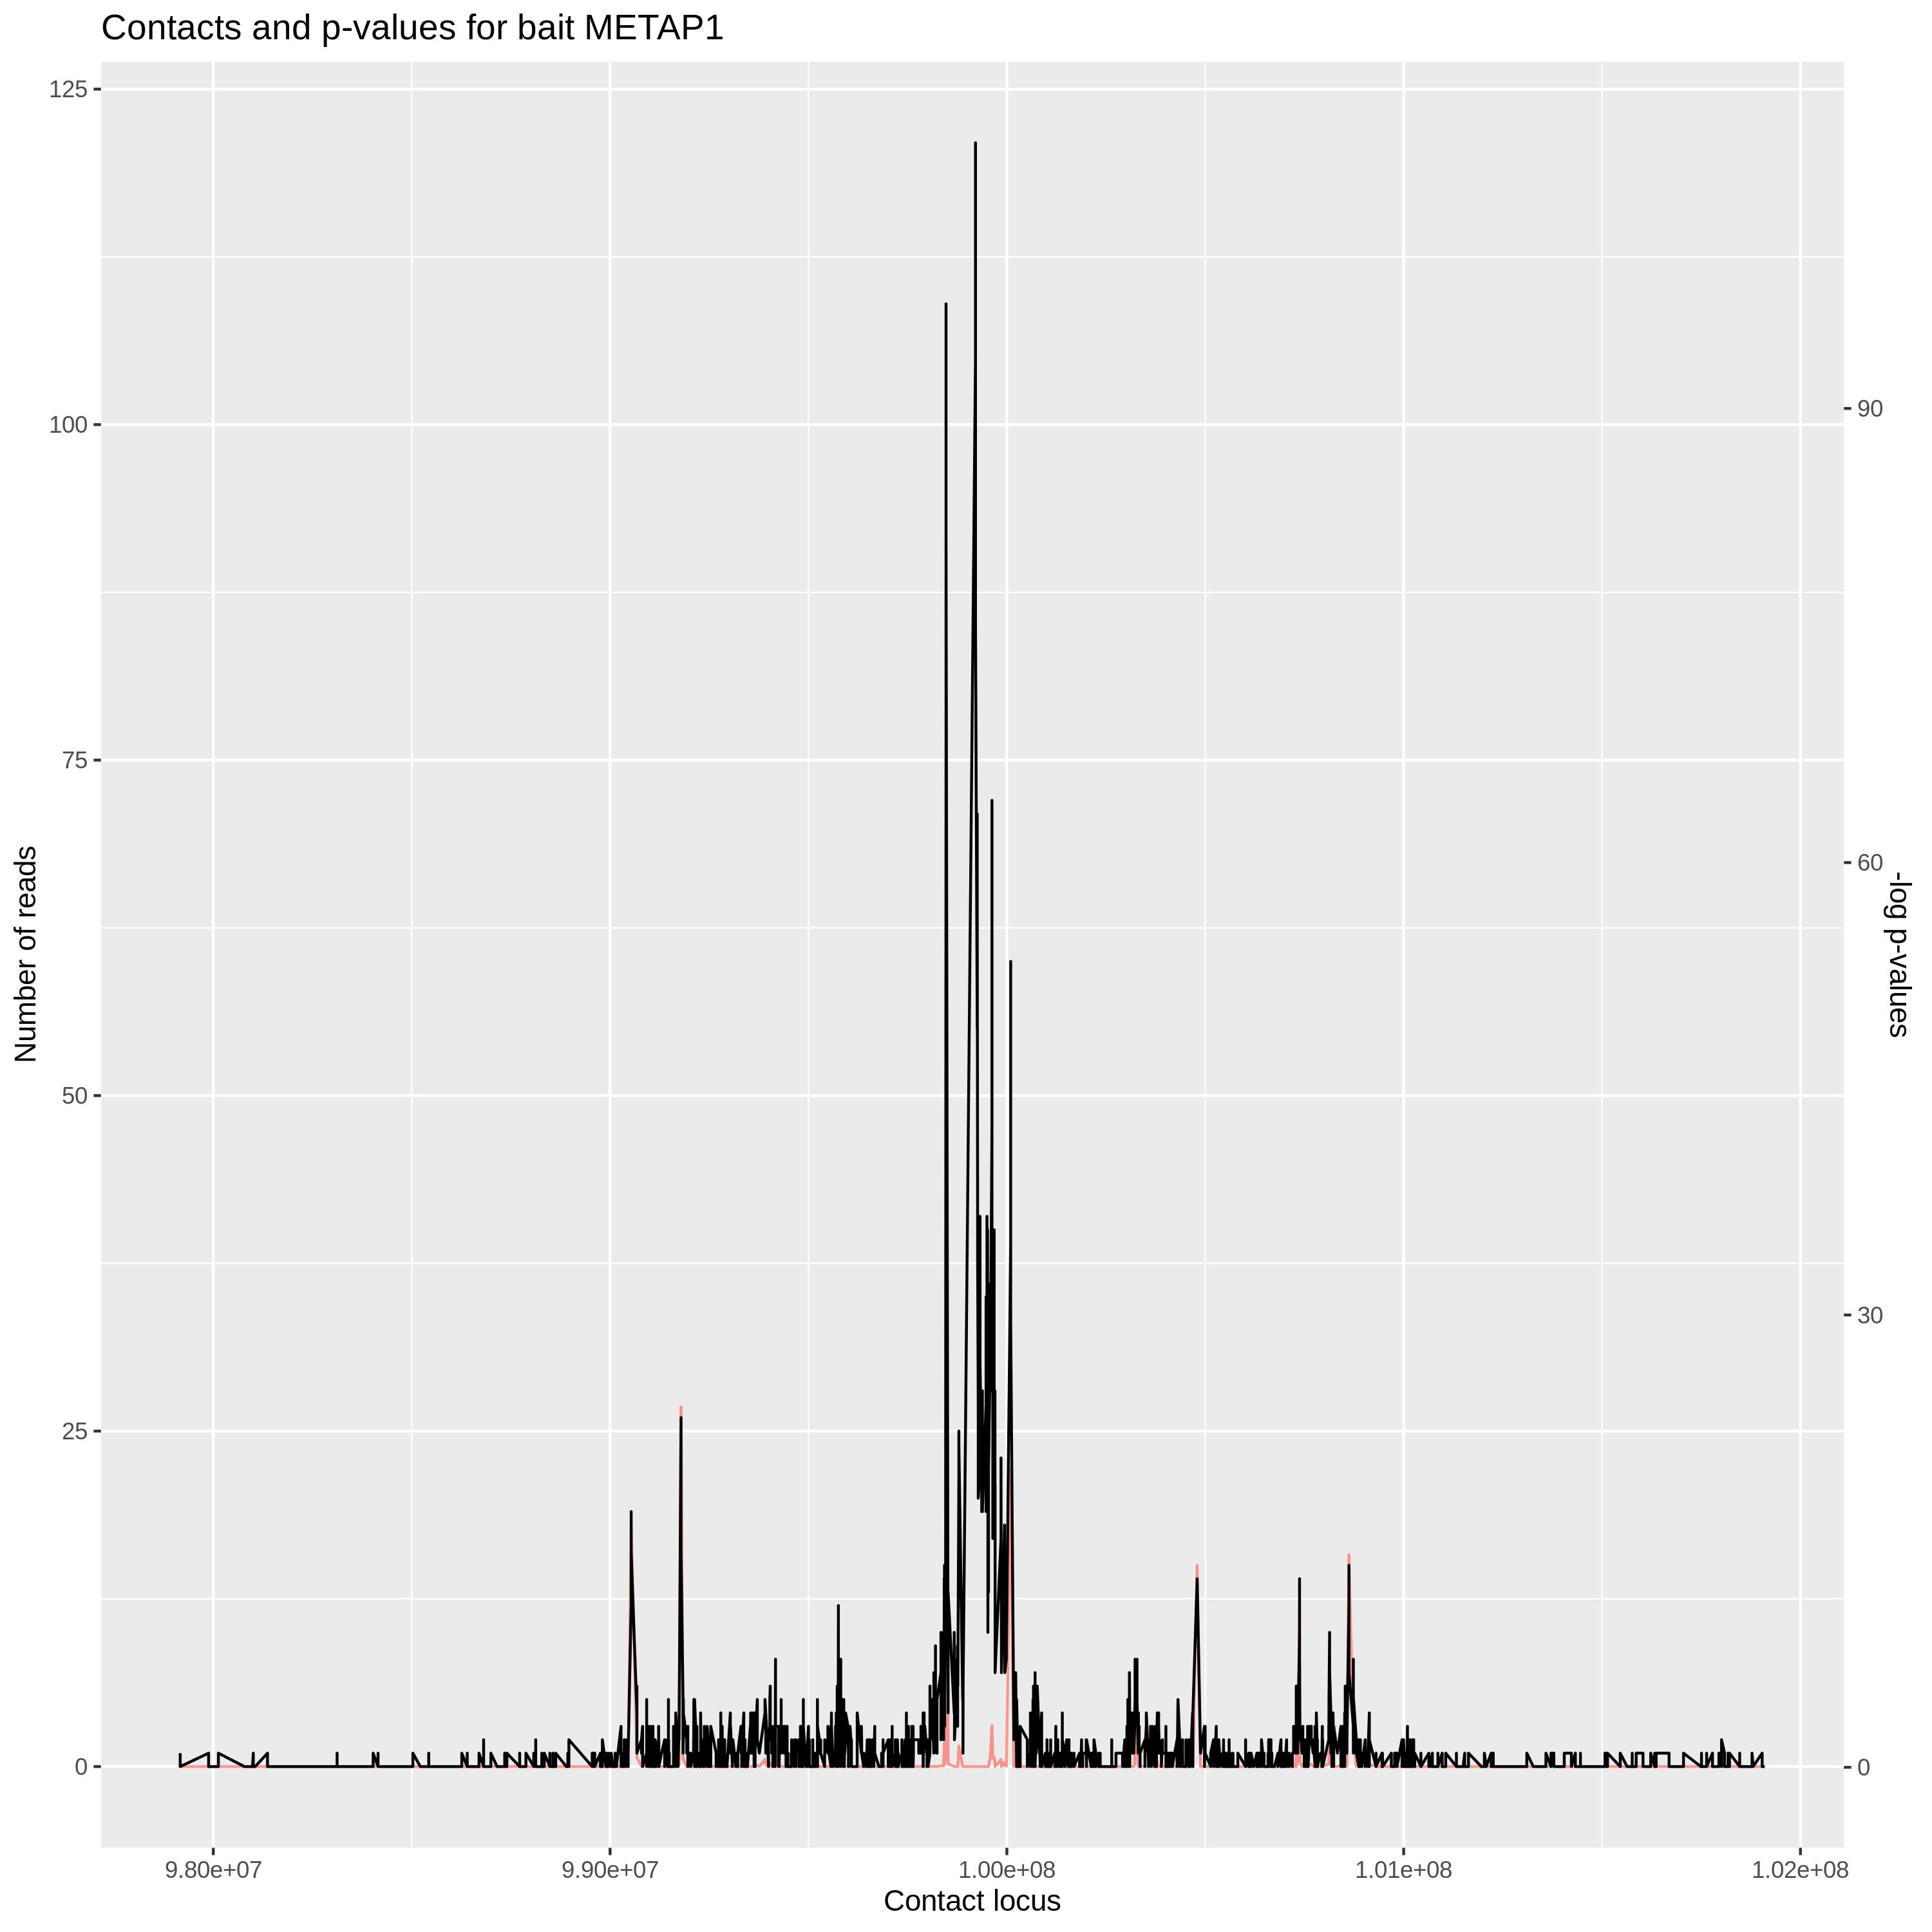 Contacts and p-values for bait METAP1
125
100
75
50
25
0
Number of reads
90
60
30
0
-log p-values
9.80e+07
9.90e+07
1.00e+08
1.01e+08
1.02e+08
Contact locus